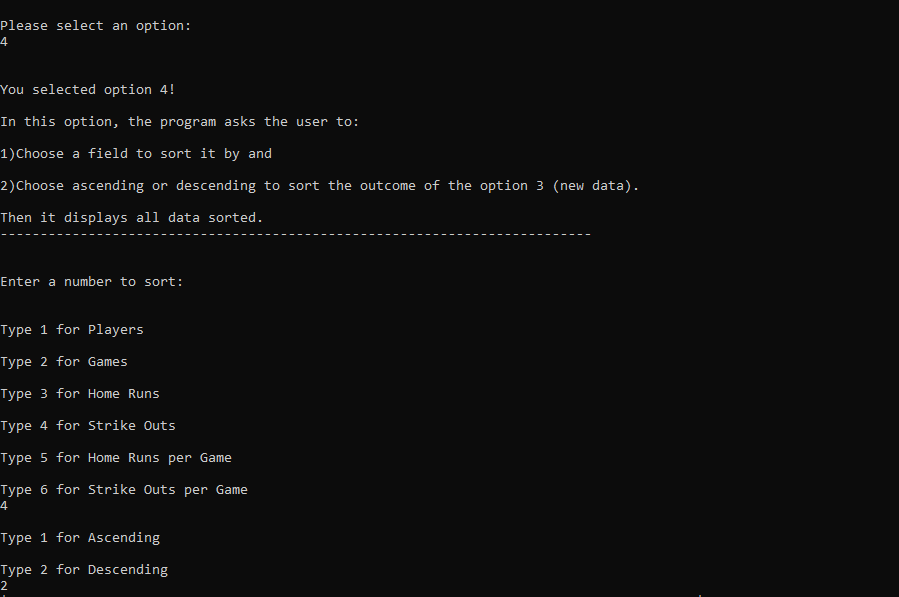 Please select an option:
4
You selected option 4!
In this option, the program asks the user to:
1)Choose a field to sort it by and
2)Choose ascending or descending to sort the outcome of the option 3 (new data).
Then it displays all data sorted.
--------------------------------------------------------------------------
Enter a number to sort:
Type 1 for Players
Type 2 for Games
Type 3 for Home Runs
Type 4 for Strike Outs
Type 5 for Home Runs per Game
Type 6 for Strike Outs per Game
4
Type 1 for Ascending
Type 2 for Descending
2